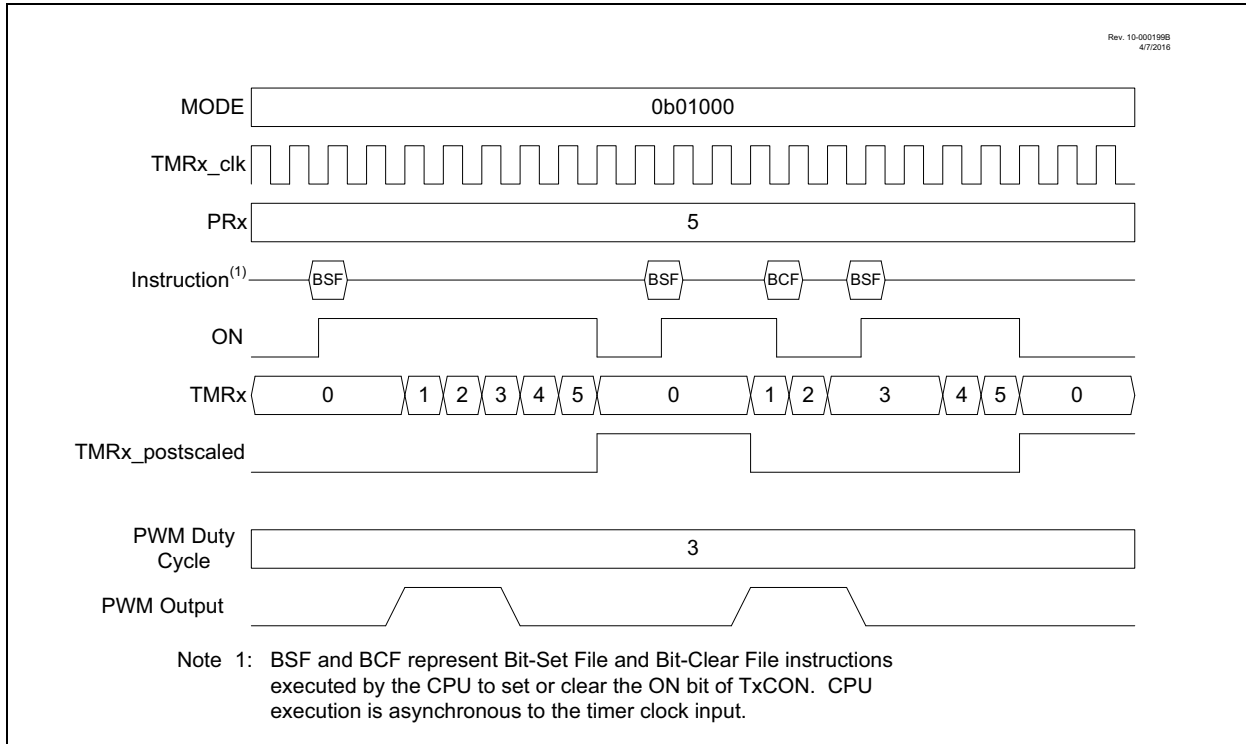 Rev. 10-000199B
4/7/2016
MODE 0b01000
TMRx_clk
PRx 5
Instruction(1) BSF BSF BCF BSF
ON
TMRx 0 1 2 3 4 5 0 1 2 3 4 5 0
TMRx_postscaled
PWM Duty
Cycle 3
PWM Output
Note 1: BSF and BCF represent Bit-Set File and Bit-Clear File instructions
executed by the CPU to set or clear the ON bit of TxCON. CPU
execution is asynchronous to the timer clock input.